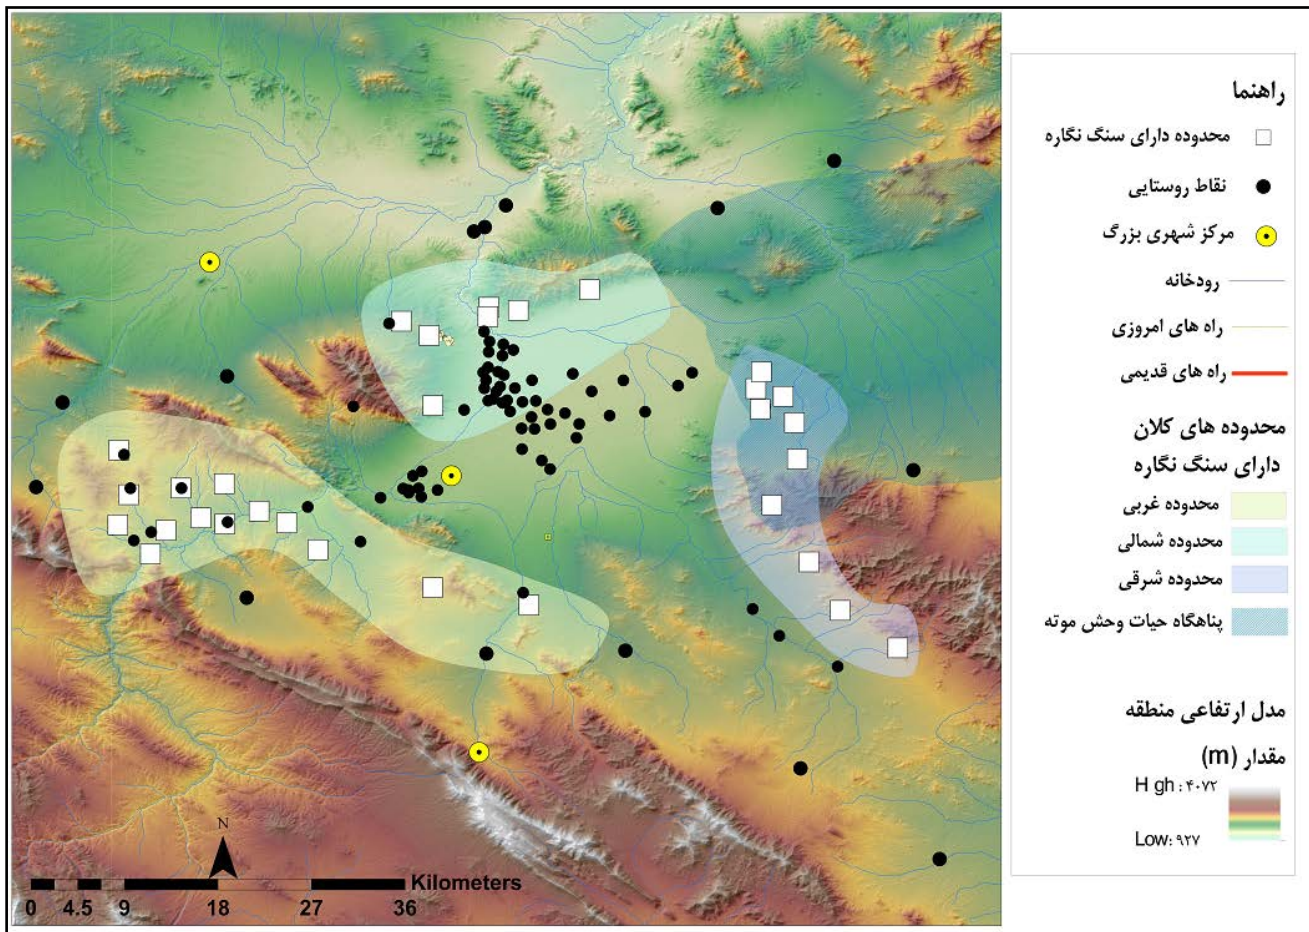 راهنما
محدوده دارای سنگ نگاره
نقاط روستایی
مرکز شهری بزرگ
رودخانه
راه های امروزی
راه های قدیمی
محدوده های کلان
دارای سنگ نگاره
محدوده غربی
محدوده شمالی
محدوده شرقی
پناهگاه حیات وحش موته
مدل ارتفاعی منطقه
مقدار (m)
H gh : ۴۰۷۲
Low: ۹۲۷
N
Kilometers
0 4.5 9 18 27 36